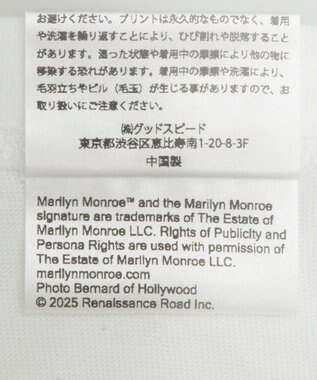 お避けください。プリントは永久的なものでなく、着用
や洗濯を繰り返すことにより、ひび割れや脱落すること
があります。湿った状態や着用中の摩擦により他の物に
移染する恐れがあります。着用中の摩擦や洗濯により、
毛羽立ちやピル（毛玉）が生じる事がありますので、お
取り扱いにご注意ください。
㈱グッドスピード
東京都渋谷区恵比寿南1-20-8-3F
中国製
Marilyn Monroe™ and the Marilyn Monroe
signature are trademarks of The Estate of
Marilyn Monroe LLC. Rights of Publicity and
Persona Rights are used with permission of
The Estate of Marilyn Monroe LLC.
marilynmonroe.com
Photo Bernard of Hollywood
© 2025 Renaissance Road Inc.